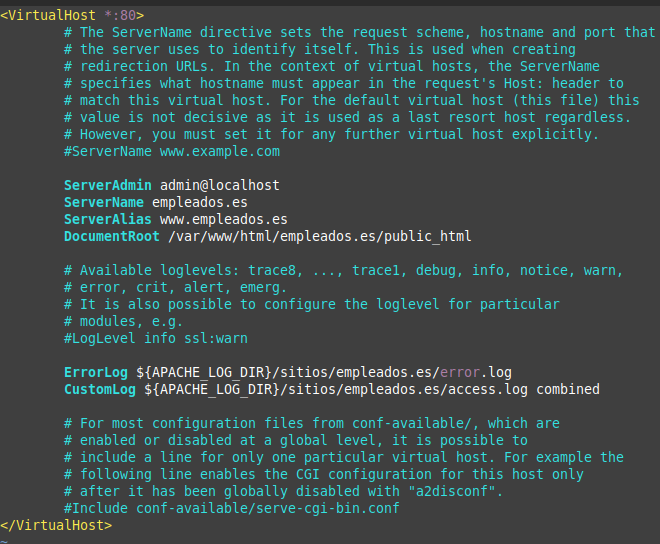 <VirtualHost *:80>
# The ServerName directive sets the request scheme, hostname and port that
# the server uses to identify itself. This is used when creating
# redirection URLs. In the context of virtual hosts, the ServerName
# specifies what hostname must appear in the request's Host: header to
# match this virtual host. For the default virtual host (this file) this
# value is not decisive as it is used as a last resort host regardless.
# However, you must set it for any further virtual host explicitly.
#ServerName www.example.com
ServerAdmin admin@localhost
ServerName empleados.es
ServerAlias www.empleados.es
DocumentRoot /var/www/html/empleados.es/public_html
# Available loglevels: trace8, ..., trace1, debug, info, notice, warn,
# error, crit, alert, emerg.
# It is also possible to configure the loglevel for particular
# modules, e.g.
#LogLevel info ssl:warn
ErrorLog ${APACHE_LOG_DIR}/sitios/empleados.es/error.log
CustomLog ${APACHE_LOG_DIR}/sitios/empleados.es/access.log combined
# For most configuration files from conf-available/, which are
# enabled or disabled at a global level, it is possible to
# include a line for only one particular virtual host. For example the
# following line enables the CGI configuration for this host only
# after it has been globally disabled with "a2disconf".
#Include conf-available/serve-cgi-bin.conf
</VirtualHost>
~